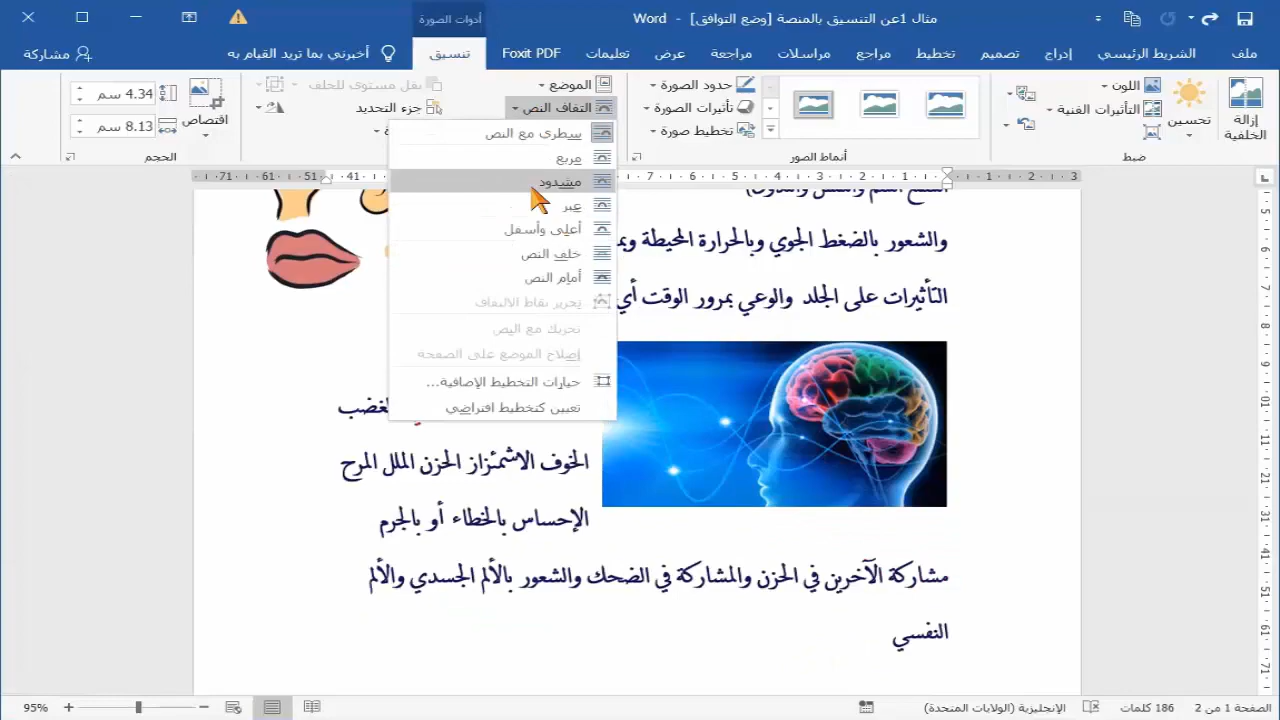 مثال 1عن التنسيق بالمنصة [وضع التوافق] - Word
أدوات الصورة
ملف
الشريط الرئيسي
إدراج
تصميم
تخطيط
مراجع
مراسلات
مراجعة
عرض
تعليمات
Foxit PDF
تنسيق
أخبرني بما تريد القيام به
مشاركة
إزالة الخلفية
تحسين
اللون
التأثيرات الفنية
ضبط
أنماط الصور
حدود الصورة
تأثيرات الصورة
تخطيط صورة
الموضع
التفاف النص
نقل مستوى للخلف
جزء التحديد
اقتصاص
4.34 سم
8.13 سم
الحجم
سطري مع النص
مربع
مشدود
عبر
أعلى وأسفل
خلف النص
أمام النص
تحرير نقاط الالتفاف
تحريك مع النص
إصلاح الموضع على الصفحة
خيارات التخطيط الإضافية...
تعيين كتخطيط افتراضي
والشعور بالضغط الجوي وبالحرارة المحيطة
التأثيرات على الجلد والوعي بمرور الوقت أي
الخوف الاشمئزاز الحزن الملل المرح
الإحساس بالخطاء أو بالجرم
مشاركة الآخرين في الحزن والمشاركة في الضحك والشعور بالألم الجسدي والألم
النفسي
الصفحة 1 من 2
186 كلمات
الإنجليزية (الولايات المتحدة)
95%